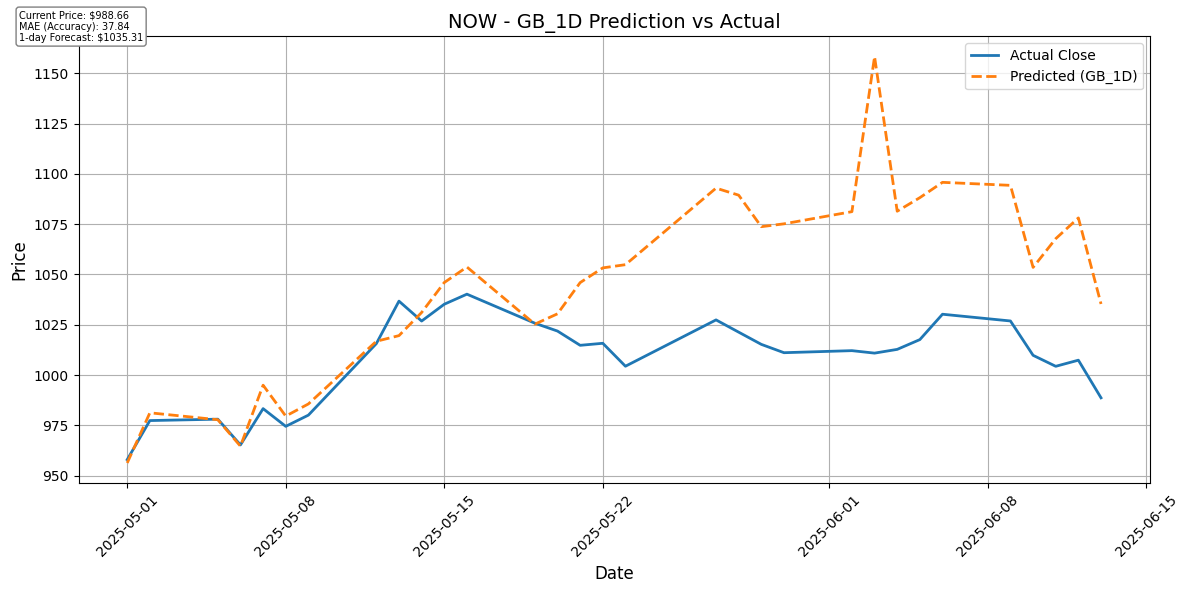 NOW - GB_1D Prediction vs Actual
Current Price: $988.66
MAE (Accuracy): 37.84
1-day Forecast: $1035.31
Actual Close
Predicted (GB_1D)
Price
1150
1125
1100
1075
1050
1025
1000
975
950
2025-05-01
2025-05-08
2025-05-15
2025-05-22
2025-06-01
2025-06-08
2025-06-15
Date